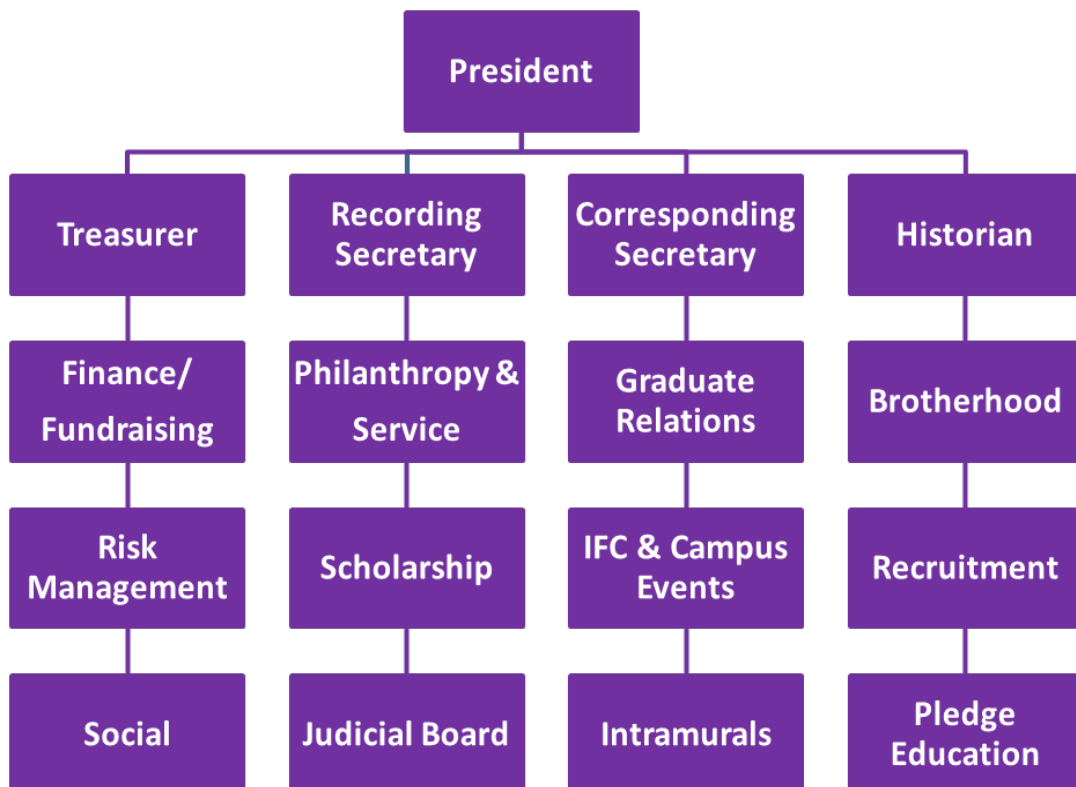 President
Treasurer
Recording
Secretary
Corresponding
Secretary
Historian
Finance/
Fundraising
Philanthropy &
Service
Graduate
Relations
Brotherhood
Risk
Management
Scholarship
IFC & Campus
Events
Recruitment
Social
Judicial Board
Intramurals
Pledge
Education